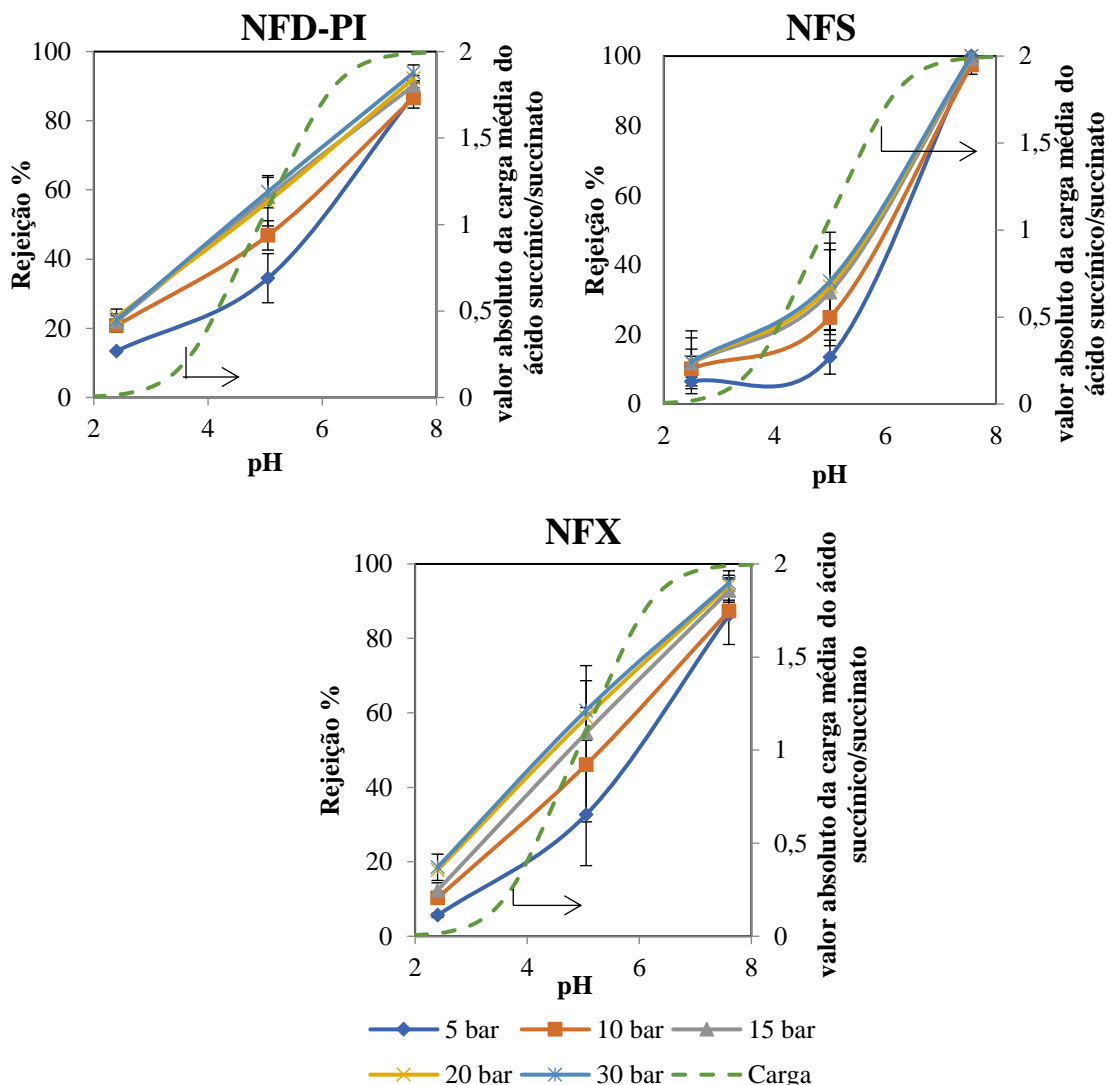 NFD-PI
100
80
60
40
20
0
2
4
6
8
2
1,5
1
0,5
0
Rejeição %
pH
valor absoluto da carga média do
ácido succínico/succinato
NFS
100
80
60
40
20
0
2
4
6
8
2
1,5
1
0,5
0
Rejeição %
pH
valor absoluto da carga média do
ácido succínico/succinato
NFX
100
80
60
40
20
0
2
4
6
8
2
1,5
1
0,5
0
Rejeição %
pH
valor absoluto da carga média do ácido
succínico/succinato
5 bar 10 bar 15 bar
20 bar 30 bar Carga